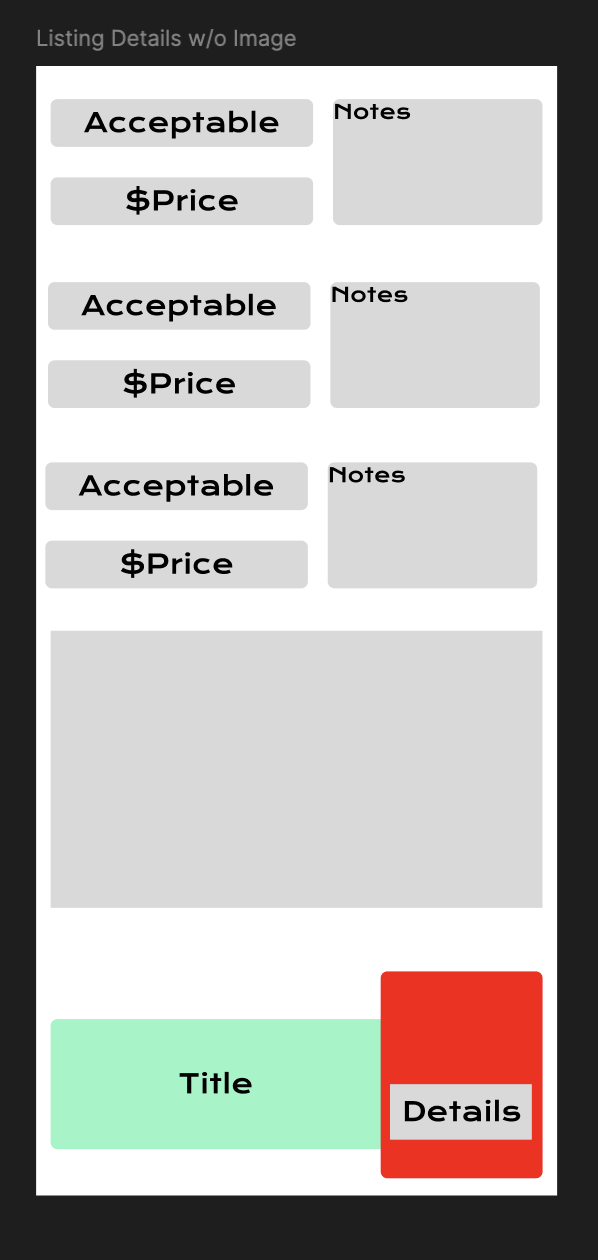 Listing Details w/o Image
Acceptable
Notes
$Price
Acceptable
Notes
$Price
Acceptable
Notes
$Price
Title
Details